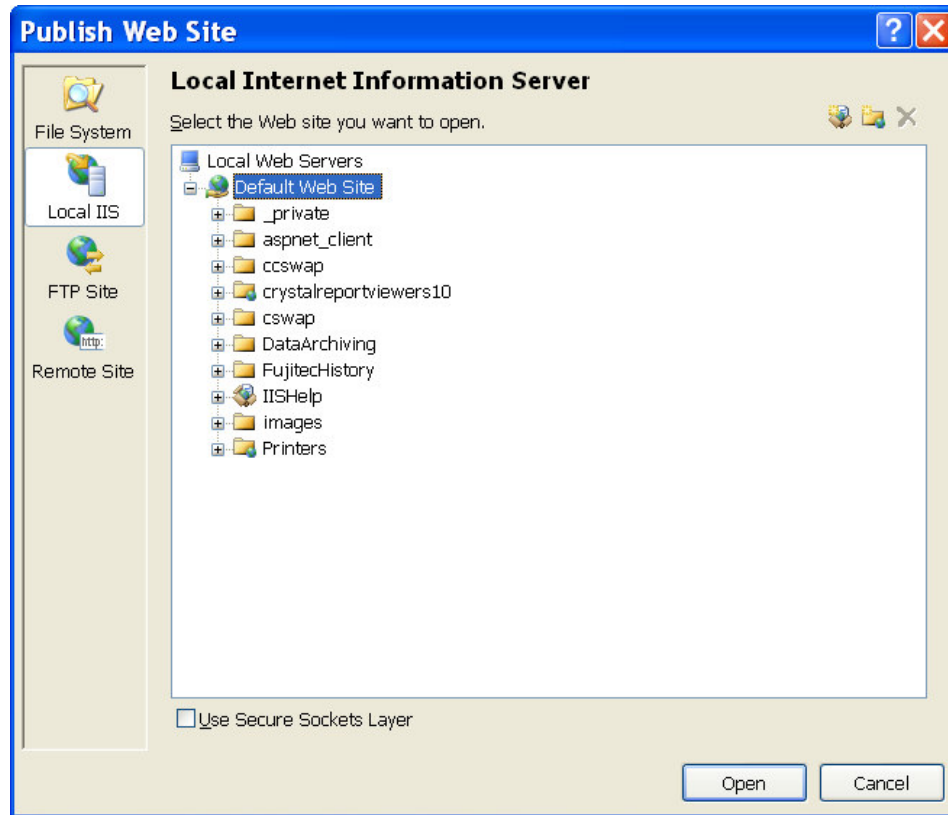 Publish Web Site
File System
Local IIS
FTP Site
http:
Remote Site
Local Internet Information Server
Select the Web site you want to open.
Local Web Servers
Default Web Site
_private
aspnet_client
ccswap
crystalreportviewers10
cswap
DataArchiving
FujitecHistory
IISHelp
images
Printers
Use Secure Sockets Layer
Open
Cancel